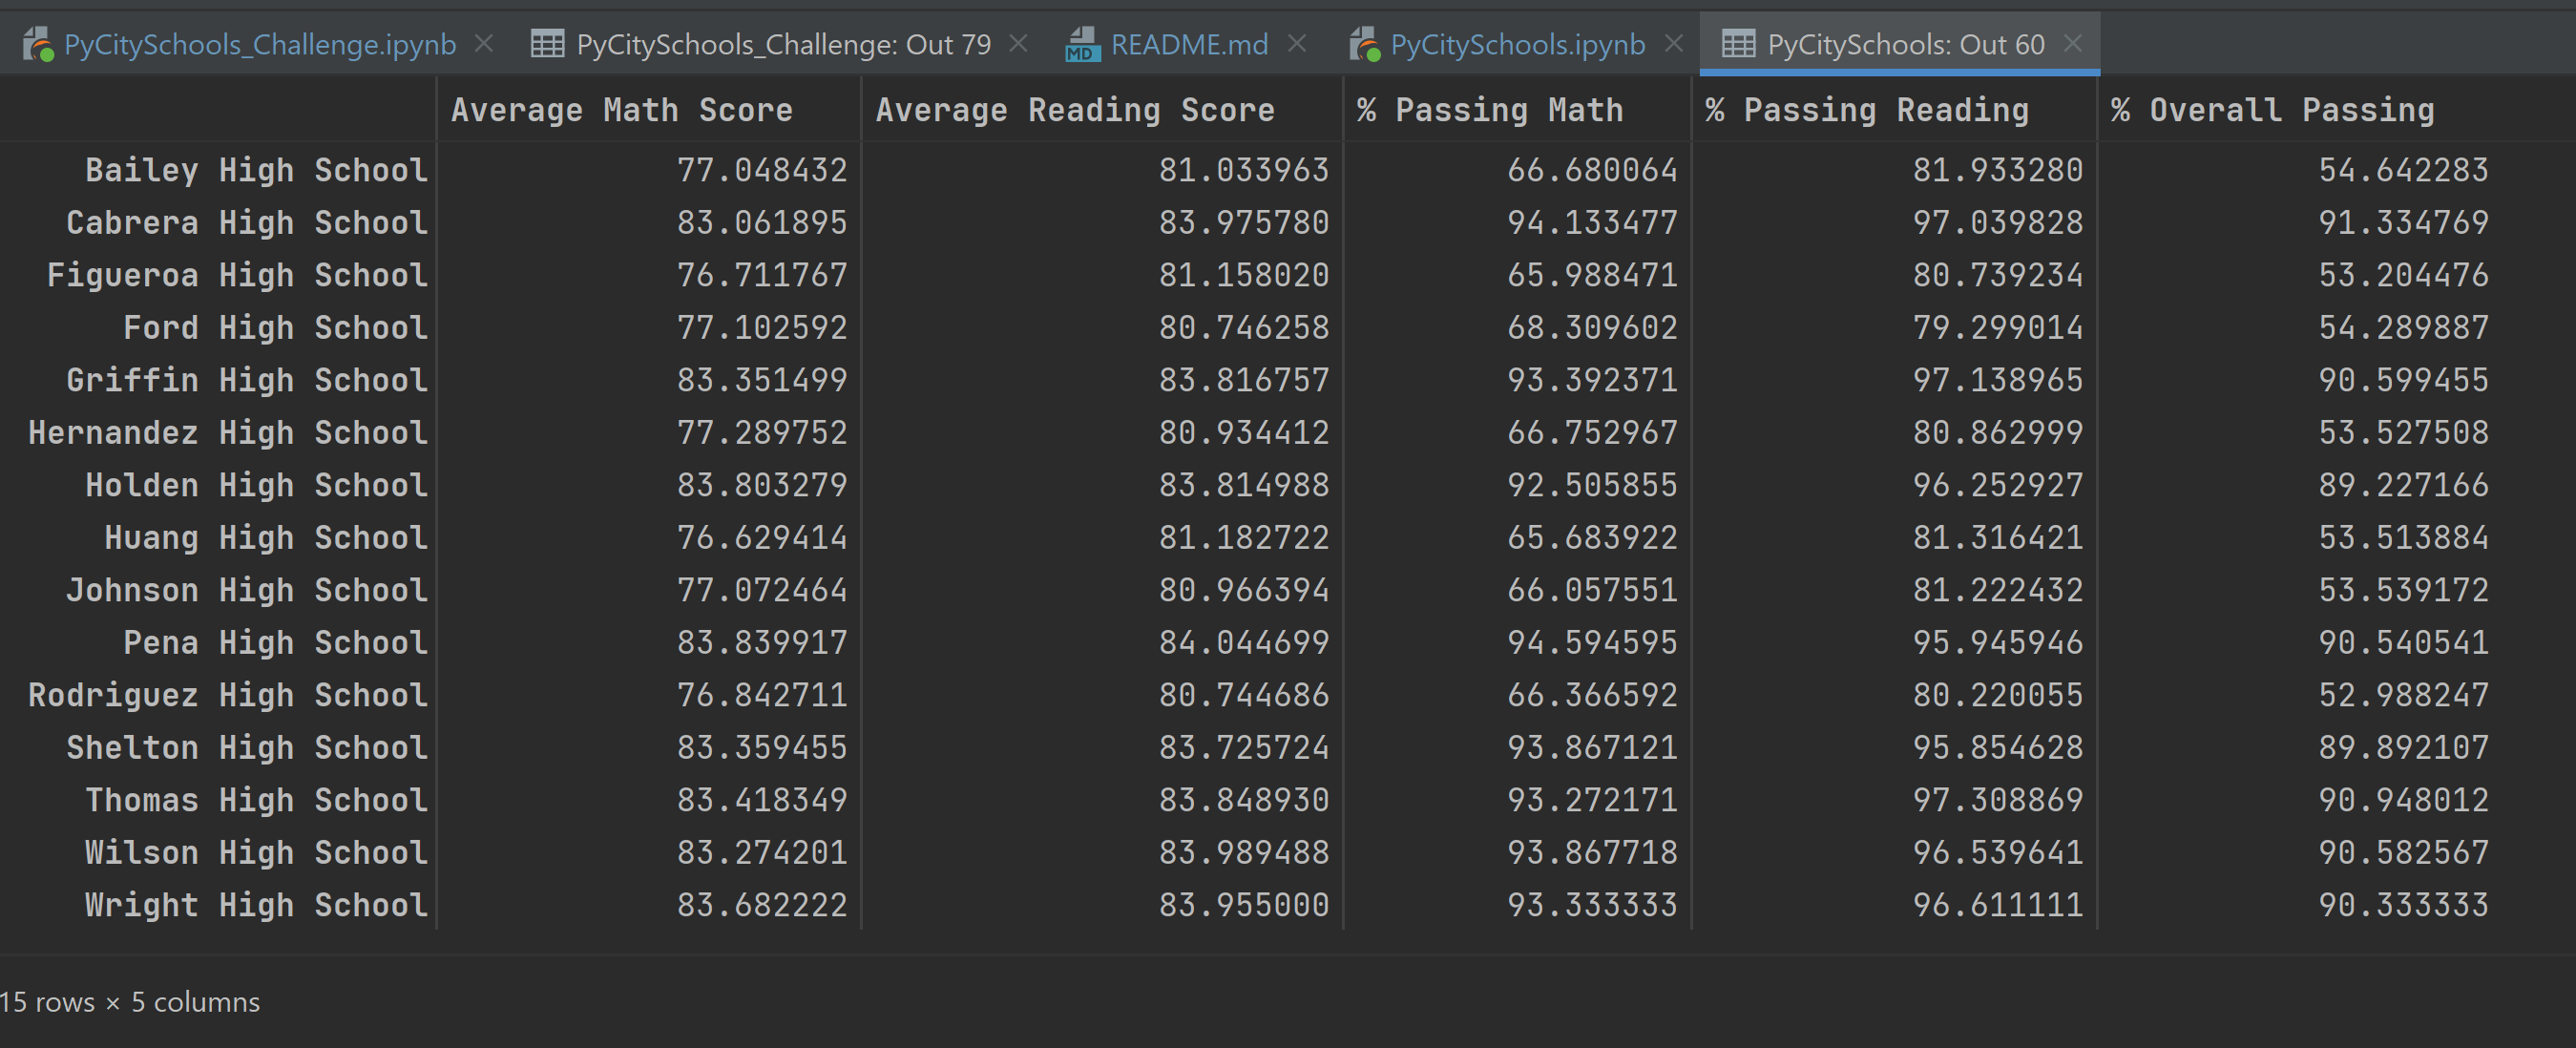 PyCitySchools_Challenge.ipynb PyCitySchools_Challenge: Out 79 MD README.md PyCitySchools.ipynb PyCitySchools: Out 60
Average Math Score Average Reading Score % Passing Math % Passing Reading % Overall Passing
Bailey High School 77.048432 81.033963 66.680064 81.933280 54.642283
Cabrera High School 83.061895 83.975780 94.133477 97.039828 91.334769
Figueroa High School 76.711767 81.158020 65.988471 80.739234 53.204476
Ford High School 77.102592 80.746258 68.309602 79.299014 54.289887
Griffin High School 83.351499 83.816757 93.392371 97.138965 90.599455
Hernandez High School 77.289752 80.934412 66.752967 80.862999 53.527508
Holden High School 83.803279 83.814988 92.505855 96.252927 89.227166
Huang High School 76.629414 81.182722 65.683922 81.316421 53.513884
Johnson High School 77.072464 80.966394 66.057551 81.222432 53.539172
Pena High School 83.839917 84.044699 94.594595 95.945946 90.540541
Rodriguez High School 76.842711 80.744686 66.366592 80.220055 52.988247
Shelton High School 83.359455 83.725724 93.867121 95.854628 89.892107
Thomas High School 83.418349 83.848930 93.272171 97.308869 90.948012
Wilson High School 83.274201 83.989488 93.867718 96.539641 90.582567
Wright High School 83.682222 83.955000 93.333333 96.611111 90.333333
15 rows × 5 columns